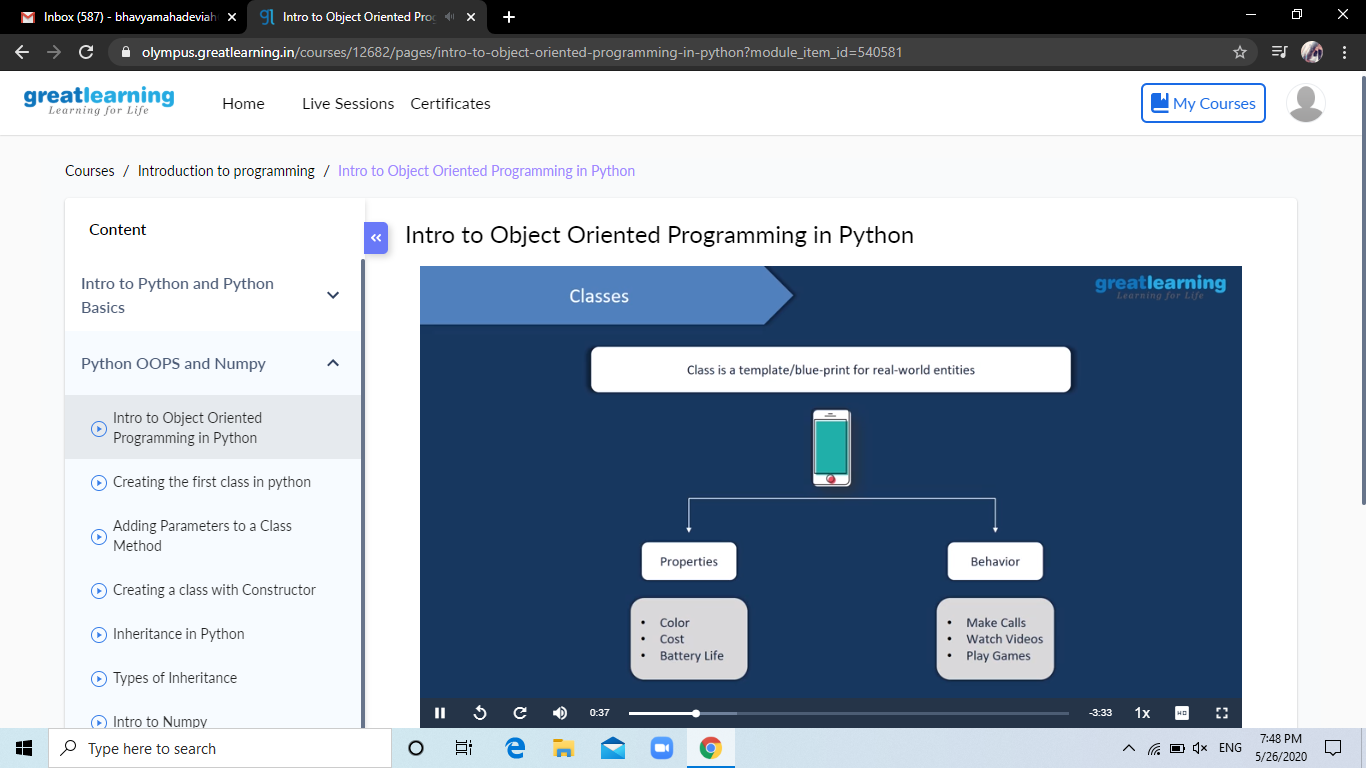 Inbox (587) - bhavyamahadeviah
Intro to Object Oriented Prog
olympus.greatlearning.in/courses/12682/pages/intro-to-object-oriented-programming-in-python?module_item_id=540581
greatlearning
Learning for Life
Home
Live Sessions
Certificates
My Courses
Courses / Introduction to programming / Intro to Object Oriented Programming in Python
Content
Intro to Python and Python
Basics
Python OOPS and Numpy
Intro to Object Oriented
Programming in Python
Creating the first class in python
Adding Parameters to a Class
Method
Creating a class with Constructor
Inheritance in Python
Types of Inheritance
Intro to Numpy
Intro to Object Oriented Programming in Python
Classes
greatlearning
Learning for Life
Class is a template/blue-print for real-world entities
Properties
• Color
• Cost
• Battery Life
Behavior
• Make Calls
• Watch Videos
• Play Games
0:37
-3:33
1x
HD
Type here to search
ENG
7:48 PM
5/26/2020